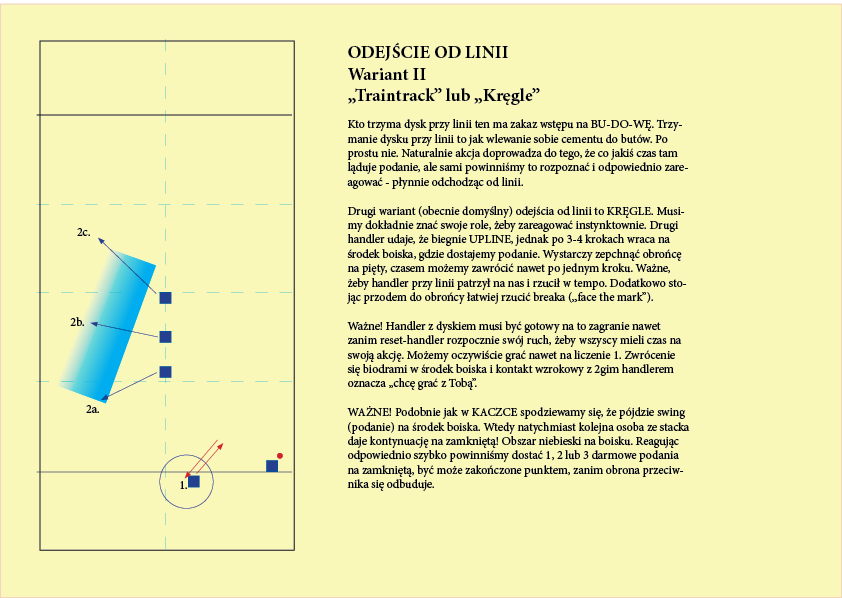 ODEJŚCIE OD LINII
Wariant II
„Traintrack” lub „Kręgle”
Kto trzyma dysk przy linii ten ma zakaz wstępu na BU-DO-WĘ. Trzy-
manie dysku przy linii to jak wlewanie sobie cementu do butów. Po
prostu nie. Naturalnie akcja doprowadza do tego, że co jakiś czas tam
ląduje podanie, ale sami powinniśmy to rozpoznać i odpowiednio zare-
agować - płynnie odchodząc od linii.
Drugi wariant (obecnie domyślny) odejścia od linii to KRĘGLE. Musi-
my dokładnie znać swoje role, żeby zareagować instynktownie. Drugi
handler udaje, że biegnie UPLINE, jednak po 3-4 krokach wraca na
środek boiska, gdzie dostajemy podanie. Wystarczy zepchnąć obrońcę
na pięty, czasem możemy zawrócić nawet po jednym kroku. Ważne,
żeby handler przy linii patrzył na nas i rzucił w tempo. Dodatkowo sto-
jąc przodem do obrońcy łatwiej rzucić breaka („face the mark”).
Ważne! Handler z dyskiem musi być gotowy na to zagranie nawet
zanim reset-handler rozpocznie swój ruch, żeby wszyscy mieli czas na
swoją akcję. Możemy oczywiście grać nawet na liczenie 1. Zwrócenie
się biodrami w środek boiska i kontakt wzrokowy z 2gim handlerem
oznacza „chcę grać z Tobą”.
WAŻNE! Podobnie jak w KACZCE spodziewamy się, że pójdzie swing
(podanie) na środek boiska. Wtedy natychmiast kolejna osoba ze stacka
daje kontynuację na zamkniętą! Obszar niebieski na boisku. Reagując
odpowiednio szybko powinniśmy dostać 1, 2 lub 3 darmowe podania
na zamkniętą, być może zakończone punktem, zanim obrona przeciw-
nika się odbuduje.
2c.
2b.
2a.
1.